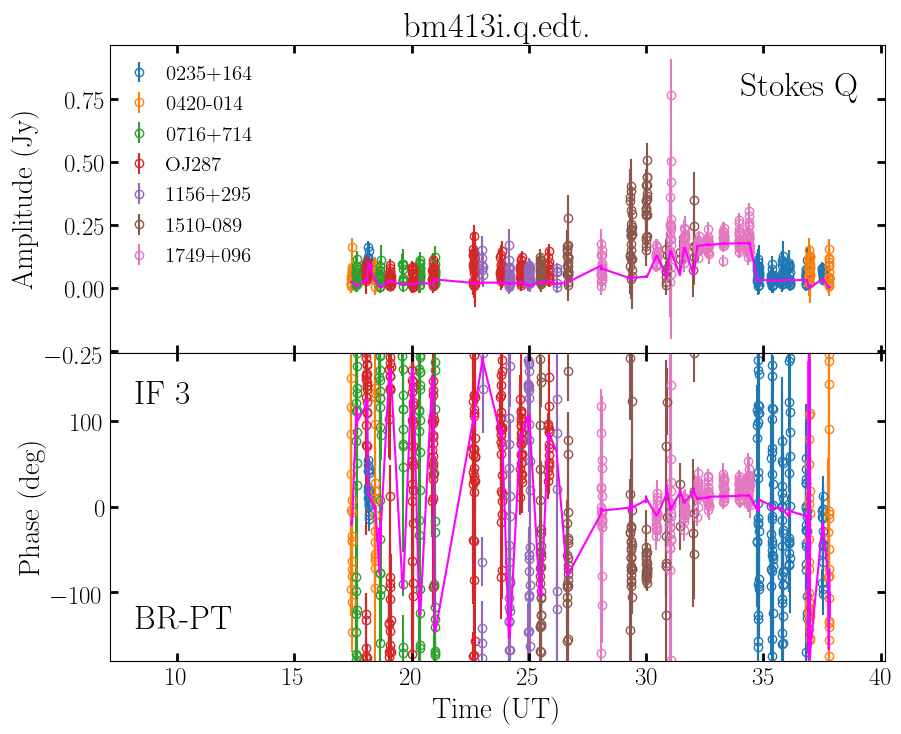 bm413i.q.edt.
Stokes Q
0235+164
0420-014
0716+714
OJ287
1156+295
1510-089
1749+096
Amplitude (Jy)
0.75
0.50
0.25
0.00
−0.25
IF 3
BR-PT
Phase (deg)
100
0
−100
10
15
20
25
30
35
40
Time (UT)